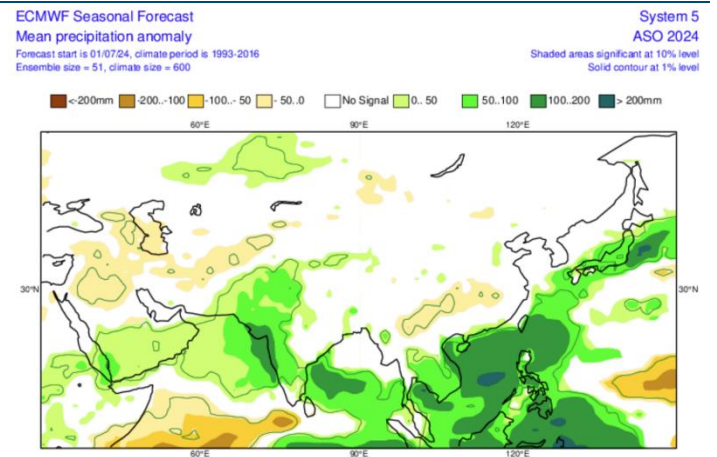 ECMWF Seasonal Forecast
System 5
Mean precipitation anomaly
ASO 2024
Forecast start is 01/07/24, climate period is 1993-2016
Shaded areas significant at 10% level
Ensemble size = 51, climate size = 600
Solid contour at 1% level
<-200mm -200..-100 -100..- 50 - 50..0 No Signal 0.. 50 50..100 100..200 > 200mm
60°E 90°E 120°E
30°N 30°N
60°E 90°E 120°E